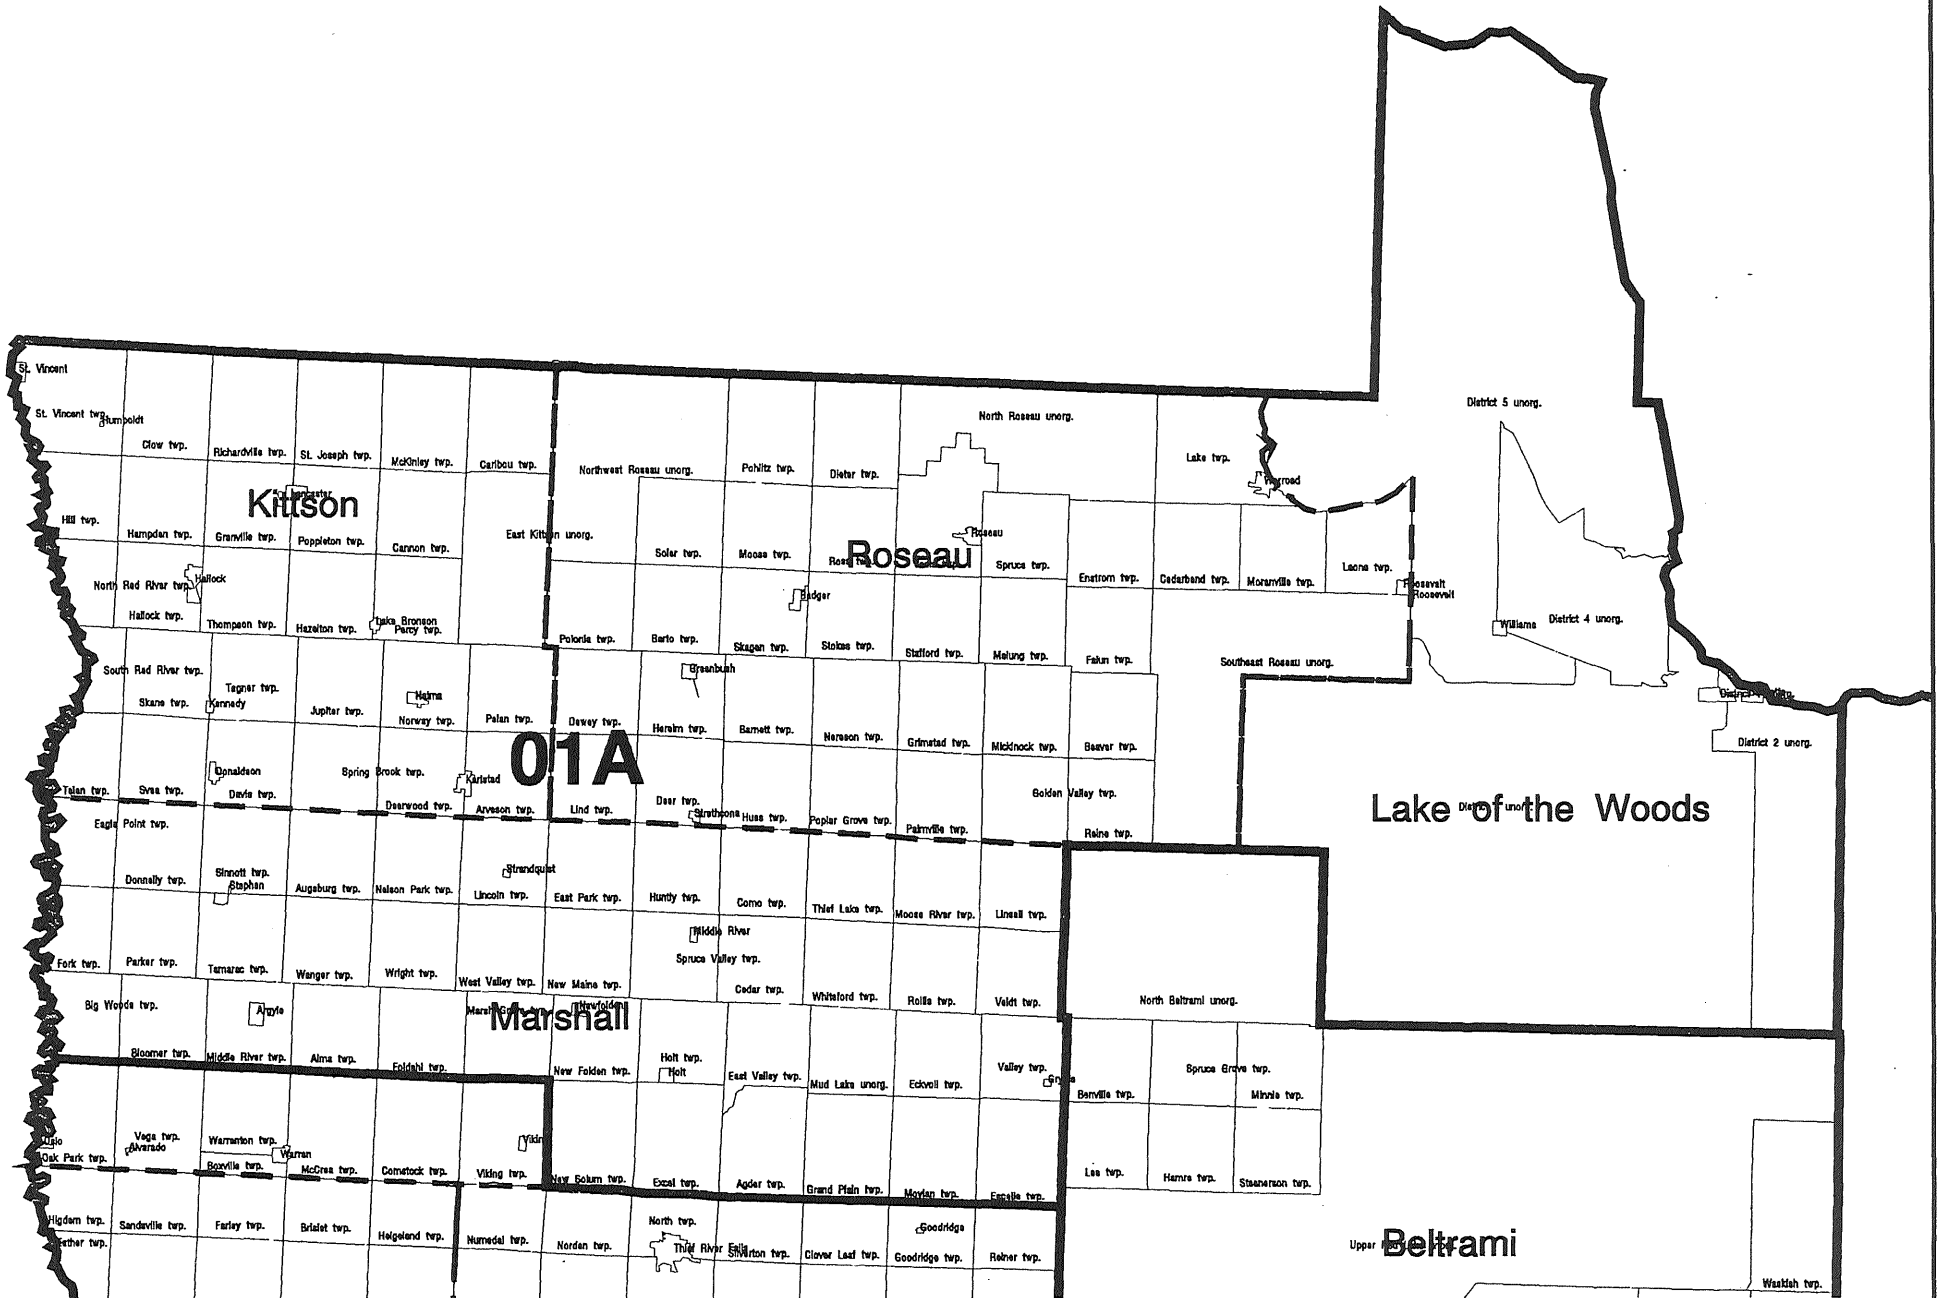 District 5 unorg.
St. Vincent
St. Vincent twp.
Humboldt
North Roseau unorg.
Clow twp.
Richardville twp.
St. Joseph twp.
McKinley twp.
Caribou twp.
Northwest Roseau unorg.
Pohlitz twp.
Dieter twp.
Lake twp.
Warroad
Kittson
Lancaster
Hill twp.
Hampden twp.
Granville twp.
Poppleton twp.
Cannon twp.
East Kittson unorg.
Soler twp.
Moose twp.
Roseau
Roseau
Spruce twp.
Enstrom twp.
Cedarbend twp.
Moranville twp.
Laona twp.
Roosevelt
Roosevelt
North Red River twp.
Hallock
Hallock twp.
Thompson twp.
Hazelton twp.
Lake Bronson
Percy twp.
Badger
Polonia twp.
Barto twp.
Skagen twp.
Stokes twp.
Stafford twp.
Malung twp.
Falun twp.
Southeast Roseau unorg.
Williams
District 4 unorg.
South Red River twp.
Skane twp.
Tegner twp.
Kennedy
Jupiter twp.
Halma
Norway twp.
Pelan twp.
Dewey twp.
Greenbush
Hereim twp.
Barnett twp.
Nereson twp.
Grimstad twp.
Mickinock twp.
Beaver twp.
District 2 unorg.
01A
Donaldson
Spring Brook twp.
Karlstad
Golden Valley twp.
Lake of the Woods
Teien twp.
Svea twp.
Davis twp.
Deerwood twp.
Arveson twp.
Lind twp.
Deer twp.
Strathcona
Huss twp.
Poplar Grove twp.
Palmville twp.
Reine twp.
Eagle Point twp.
Donnelly twp.
Sinnott twp.
Stephen
Augsburg twp.
Nelson Park twp.
Strandquist
Lincoln twp.
East Park twp.
Huntly twp.
Como twp.
Thief Lake twp.
Moose River twp.
Linsell twp.
Middle River
Spruce Valley twp.
Fork twp.
Parker twp.
Tamarac twp.
Wanger twp.
Wright twp.
West Valley twp.
New Maine twp.
Cedar twp.
Whiteford twp.
Rollis twp.
Veldt twp.
North Beltrami unorg.
Big Woods twp.
Argyle
Marshall
Newfolden
Bloomer twp.
Middle River twp.
Alma twp.
Foldahl twp.
New Folden twp.
Holt twp.
Holt
East Valley twp.
Mud Lake unorg.
Eckvoll twp.
Valley twp.
Grygla
Benville twp.
Spruce Grove twp.
Minnie twp.
Oslo
Oak Park twp.
Vega twp.
Alvarado
Warrenton twp.
Boxville twp.
Warren
McCrea twp.
Comstock twp.
Viking
Viking twp.
New Solum twp.
Excel twp.
Agder twp.
Grand Plain twp.
Moylan twp.
Espelie twp.
Lee twp.
Hamre twp.
Steenerson twp.
Higdem twp.
Esther twp.
Sandsville twp.
Farley twp.
Brislet twp.
Helgeland twp.
Numedal twp.
Norden twp.
North twp.
Thief River Falls
Silverton twp.
Clover Leaf twp.
Goodridge
Goodridge twp.
Reiner twp.
Beltrami
Waskish twp.